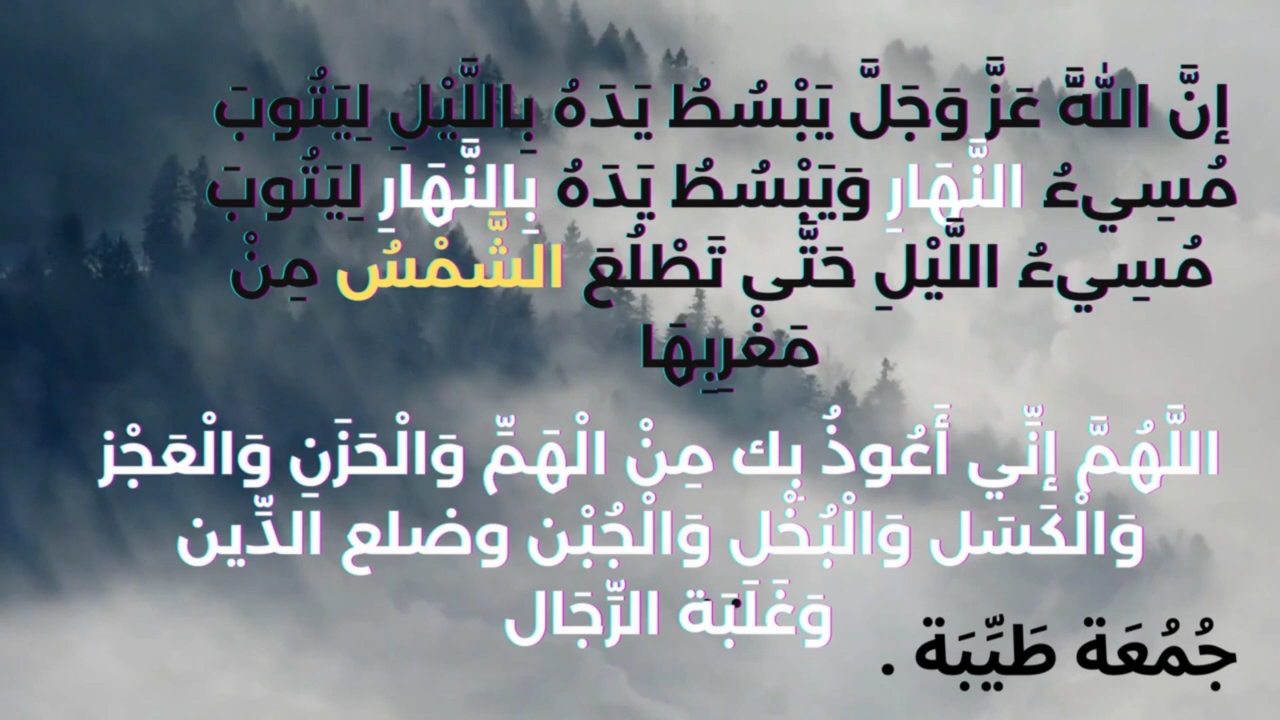 إِنَّ اللَّهَ عَزَّ وَجَلَّ يَبْسُطُ يَدَهُ بِاللَّيْلِ لِيَتُوبَ
مُسِيءُ النَّهَارِ وَيَبْسُطُ يَدَهُ بِالنَّهَارِ لِيَتُوبَ
مُسِيءُ اللَّيْلِ حَتَّى تَطْلُعَ الشَّمْسُ مِنْ
مَغْرِبِهَا
اللَّهُمَّ إِنَّي أَعُوذُ بِك مِنْ الْهَمِّ وَالْحَزَنِ وَالْعَجْز
وَالْكَسَل وَالْبُخْل وَالْجُبْن وضلع الدِّين
وَغَلَبَة الرِّجَال
جُمُعَة طَيِّبَة .